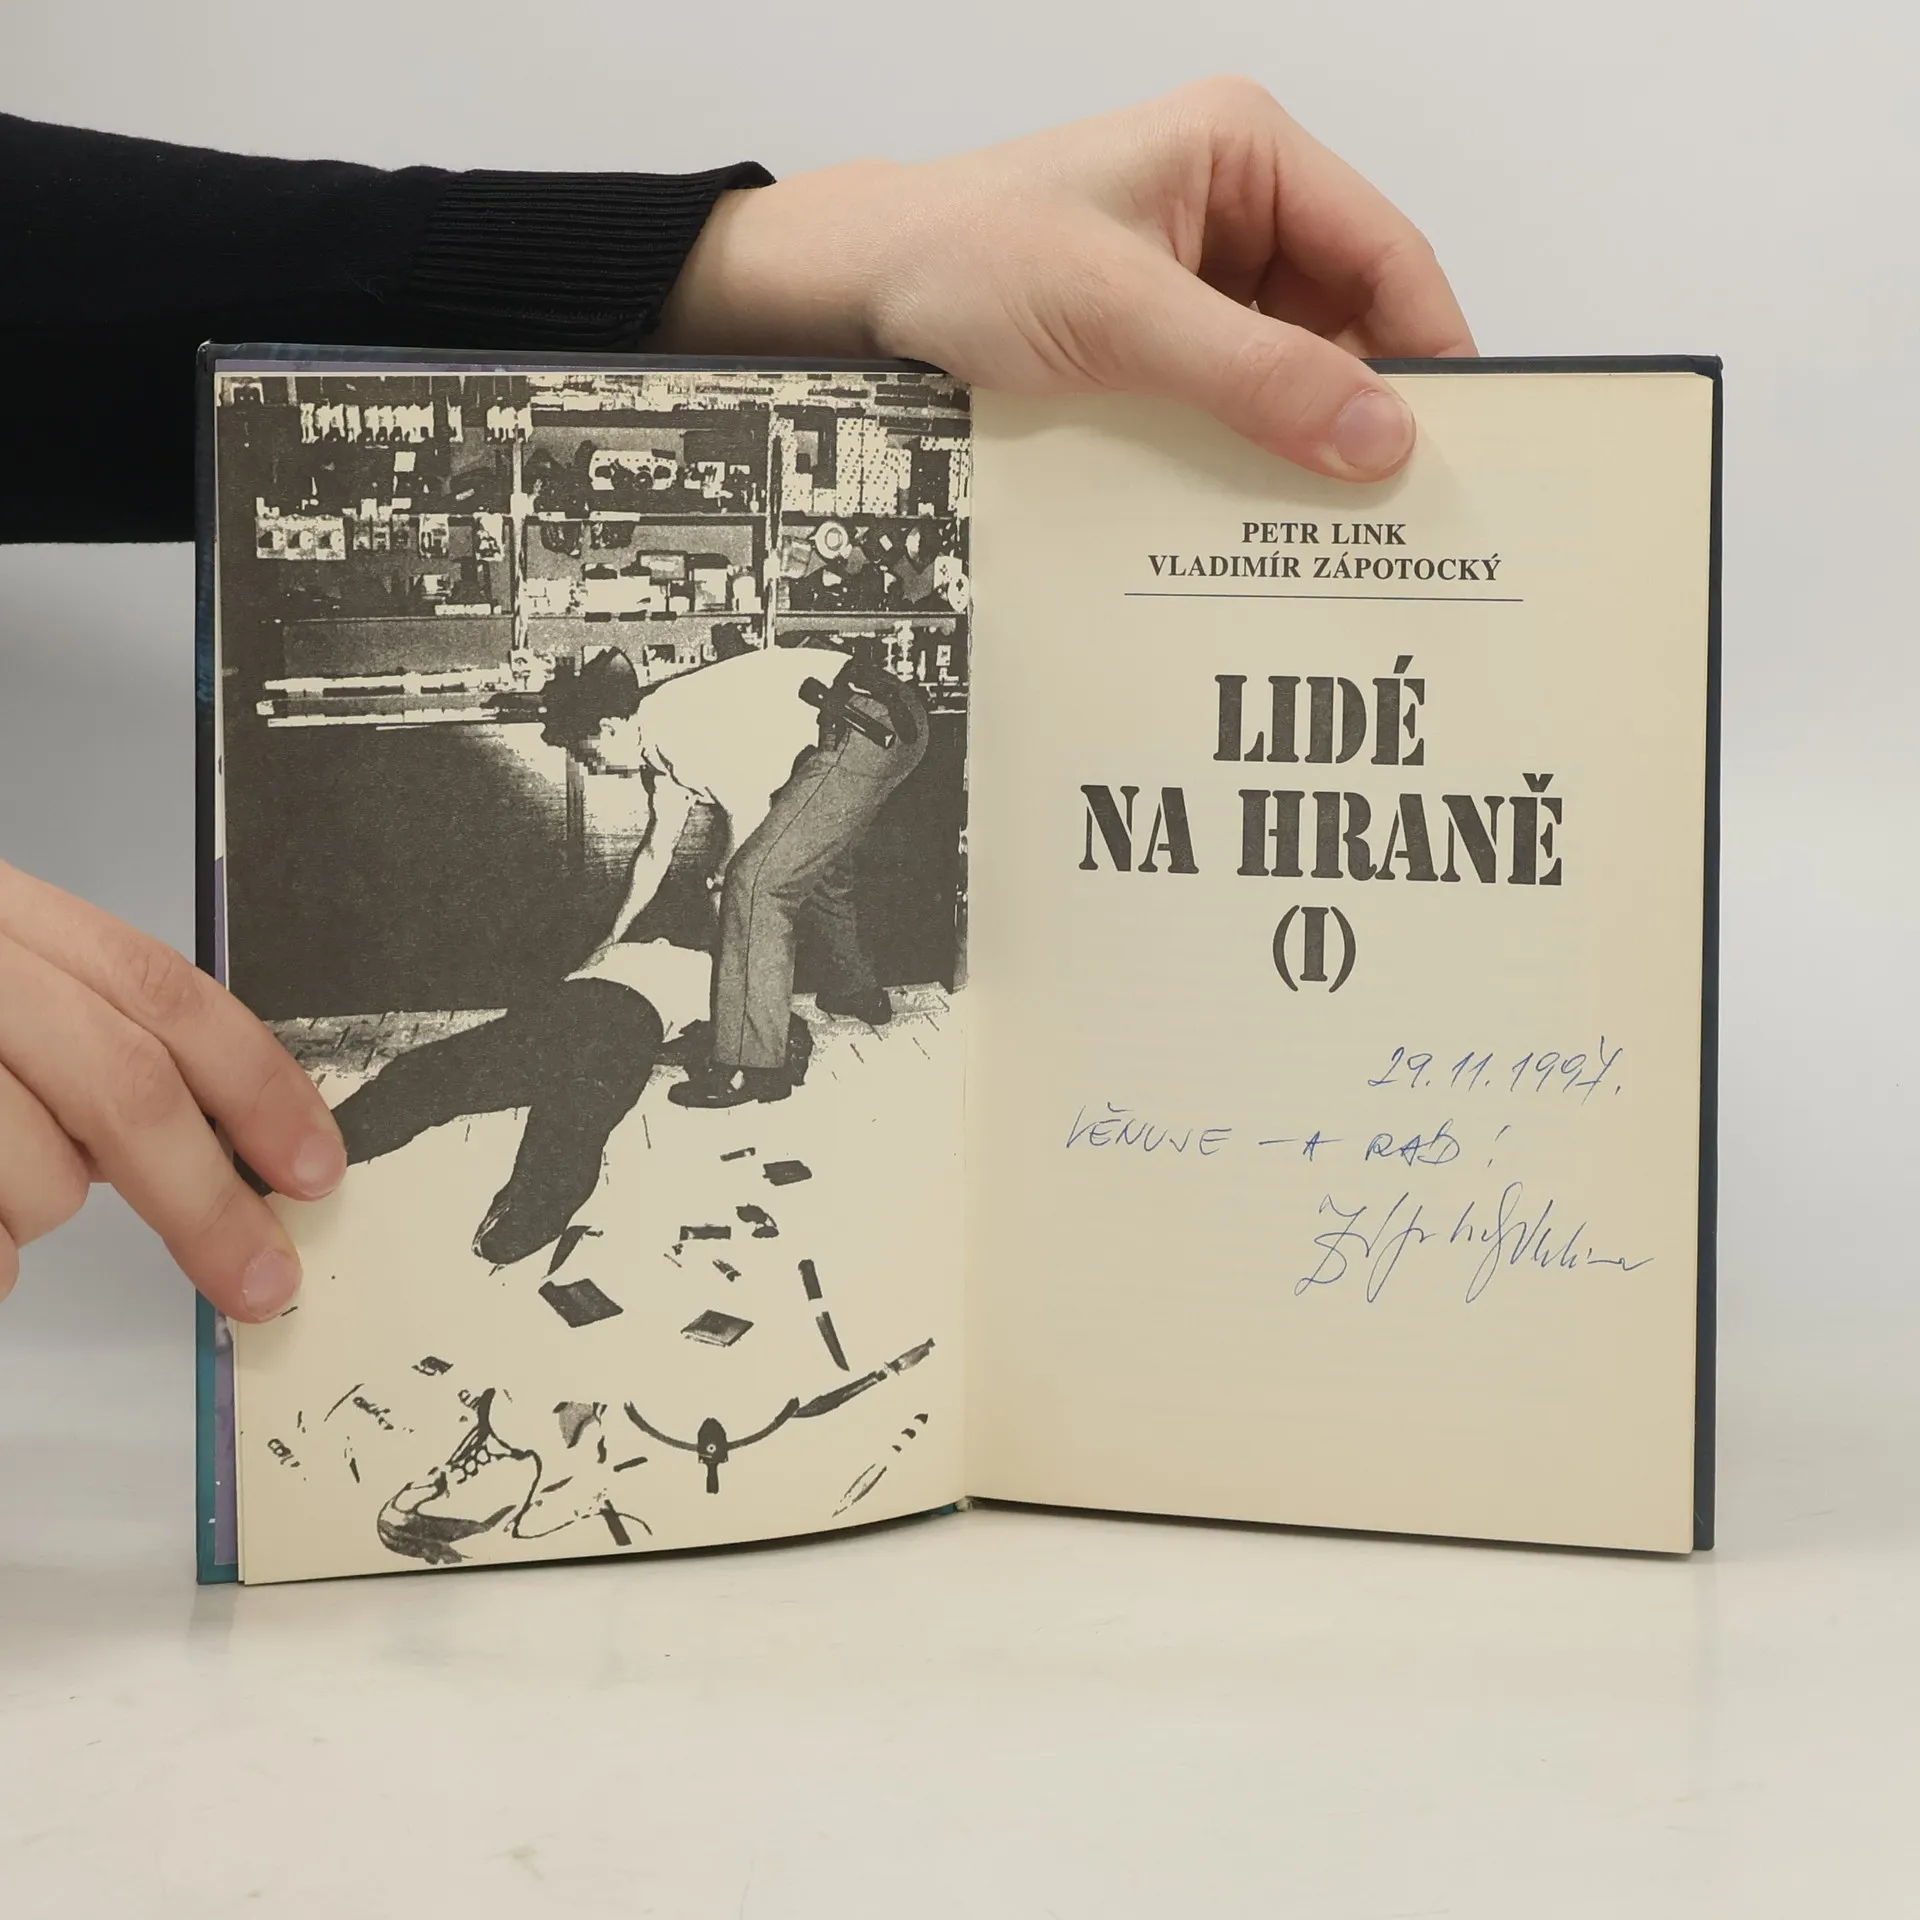 PETR LINK
VLADIMÍR ZÁPOTOCKÝ
LIDÉ
NA HRANĚ
(I)
29.11.1997.
VĚNUJE – A RÁD!